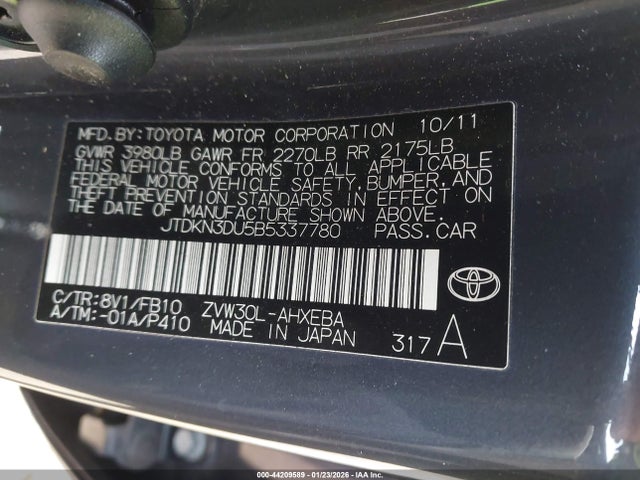 MFD. BY: TOYOTA MOTOR CORPORATION 10/11
GVWR 3980LB GAWR FR 2270LB RR 2175LB
THIS VEHICLE CONFORMS TO ALL APPLICABLE
FEDERAL MOTOR VEHICLE SAFETY, BUMPER, AND
THEFT PREVENTION STANDARDS IN EFFECT ON
THE DATE OF MANUFACTURE SHOWN ABOVE.
JTDKN3DU5B5337780 PASS. CAR
C/TR: 8V1/FB10 ZVW30L-AHXEBA
A/TM: -01A/P410 MADE IN JAPAN
317A
000-44209589 - 01/23/2026 - IAAI.COM